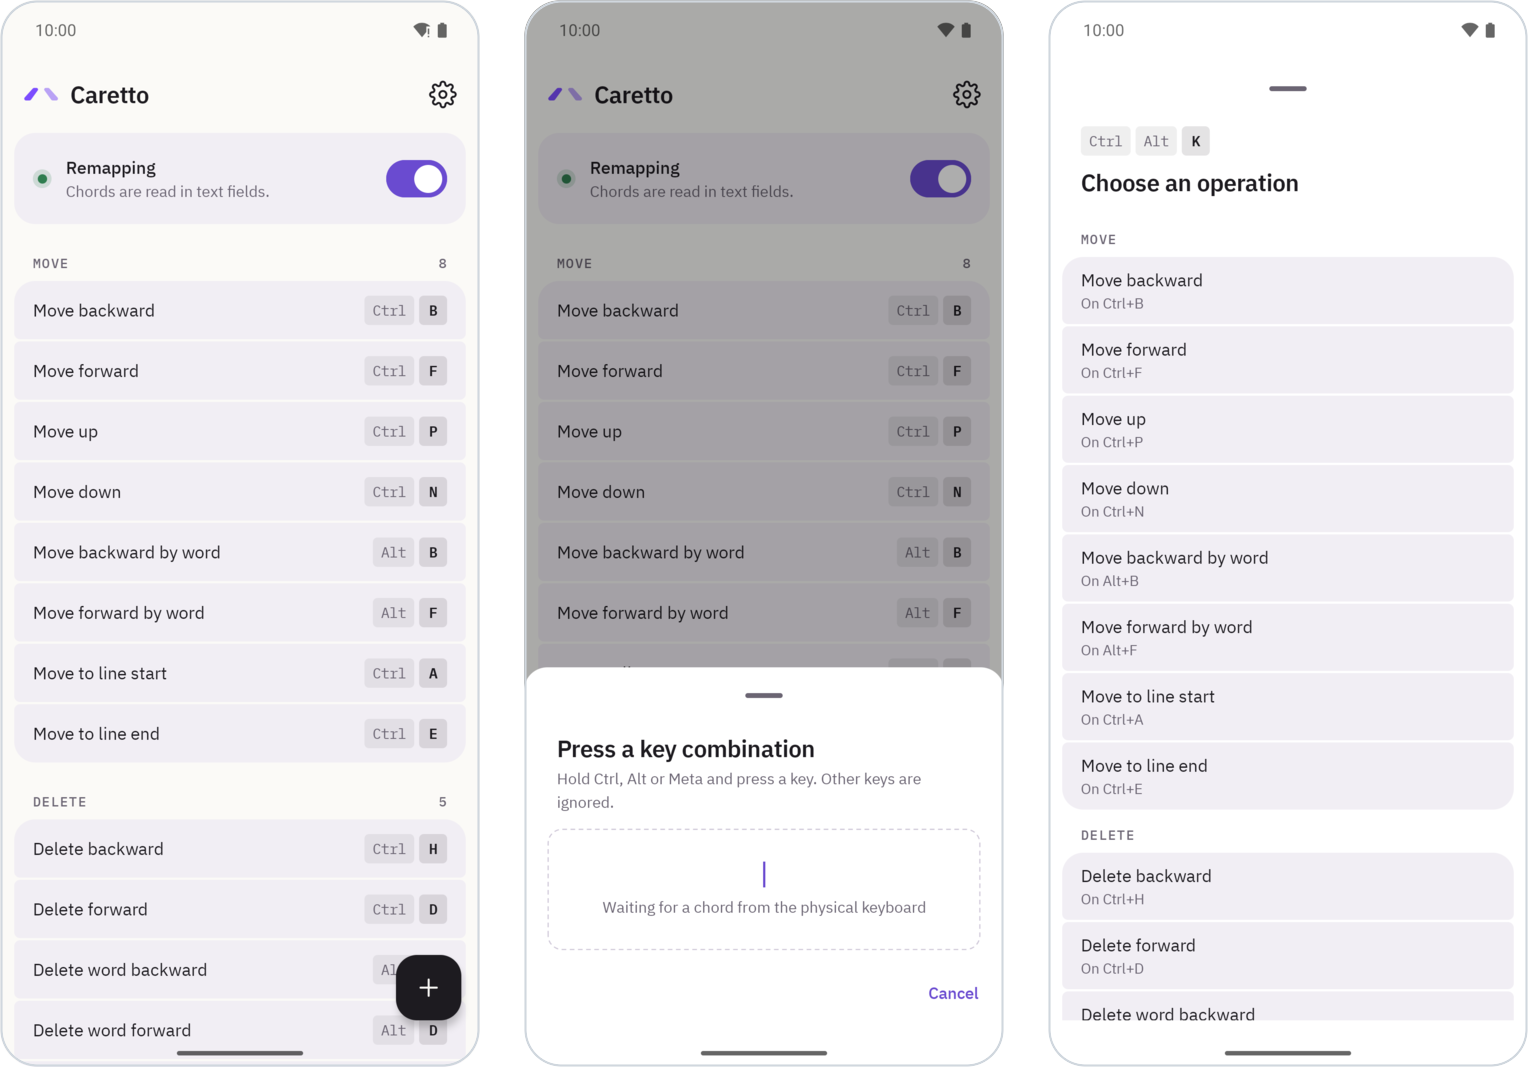 10:00
Caretto
Remapping
Chords are read in text fields.
MOVE 8
Move backward Ctrl B
Move forward Ctrl F
Move up Ctrl P
Move down Ctrl N
Move backward by word Alt B
Move forward by word Alt F
Move to line start Ctrl A
Move to line end Ctrl E
DELETE 5
Delete backward Ctrl H
Delete forward Ctrl D
Delete word backward
Delete word forward Alt D
10:00
Caretto
Remapping
Chords are read in text fields.
MOVE 8
Move backward Ctrl B
Move forward Ctrl F
Move up Ctrl P
Move down Ctrl N
Move backward by word Alt B
Move forward by word Alt F
Press a key combination
Hold Ctrl, Alt or Meta and press a key. Other keys are
ignored.
Waiting for a chord from the physical keyboard
Cancel
10:00
Ctrl Alt K
Choose an operation
MOVE
Move backward
On Ctrl+B
Move forward
On Ctrl+F
Move up
On Ctrl+P
Move down
On Ctrl+N
Move backward by word
On Alt+B
Move forward by word
On Alt+F
Move to line start
On Ctrl+A
Move to line end
On Ctrl+E
DELETE
Delete backward
On Ctrl+H
Delete forward
On Ctrl+D
Delete word backward